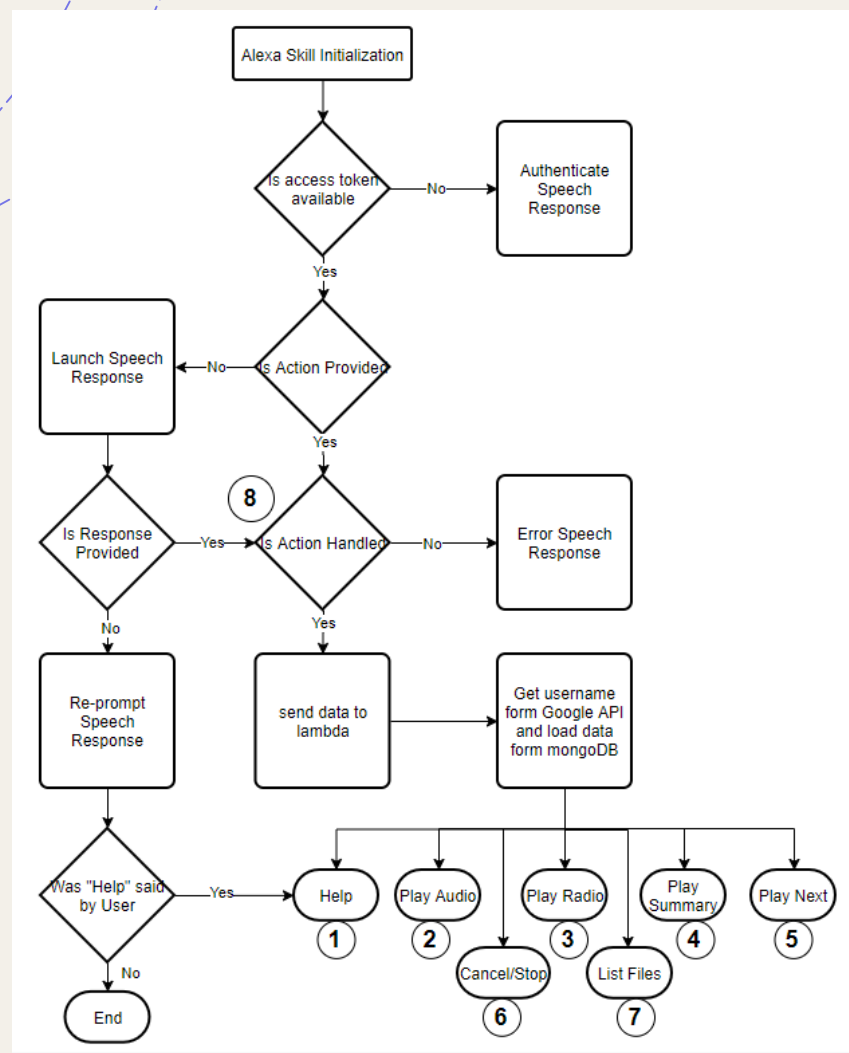 Alexa Skill Initialization
Is access token
available
No
Authenticate
Speech
Response
Yes
Launch Speech
Response
No
Is Action Provided
Yes
8
Is Response
Provided
Yes
Is Action Handled
No
Error Speech
Response
No
Yes
Re-prompt
Speech
Response
send data to
lambda
Get username
form Google API
and load data
form mongoDB
Was "Help" said
by User
Yes
Help
Play Audio
Play Radio
Play
Summary
Play Next
1
2
3
4
5
No
Cancel/Stop
List Files
End
6
7